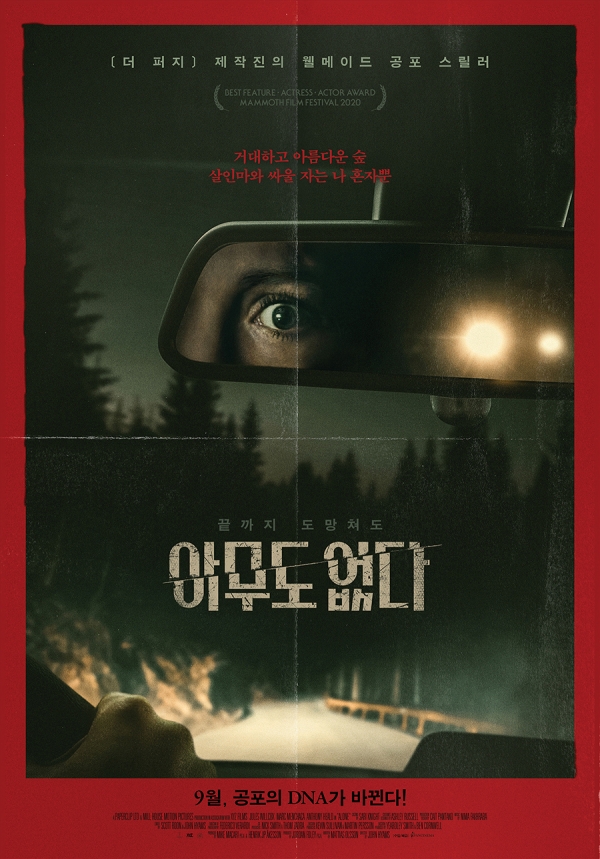 〔더 퍼지〕 제작진의 웰메이드 공포 스릴러
BEST FEATURE · ACTRESS · ACTOR AWARD
MAMMOTH FILM FESTIVAL 2020
거대하고 아름다운 숲
살인마와 싸울 자는 나 혼자뿐
끝까지 도망쳐도
아무도 없다
9월, 공포의 DNA가 바뀐다!